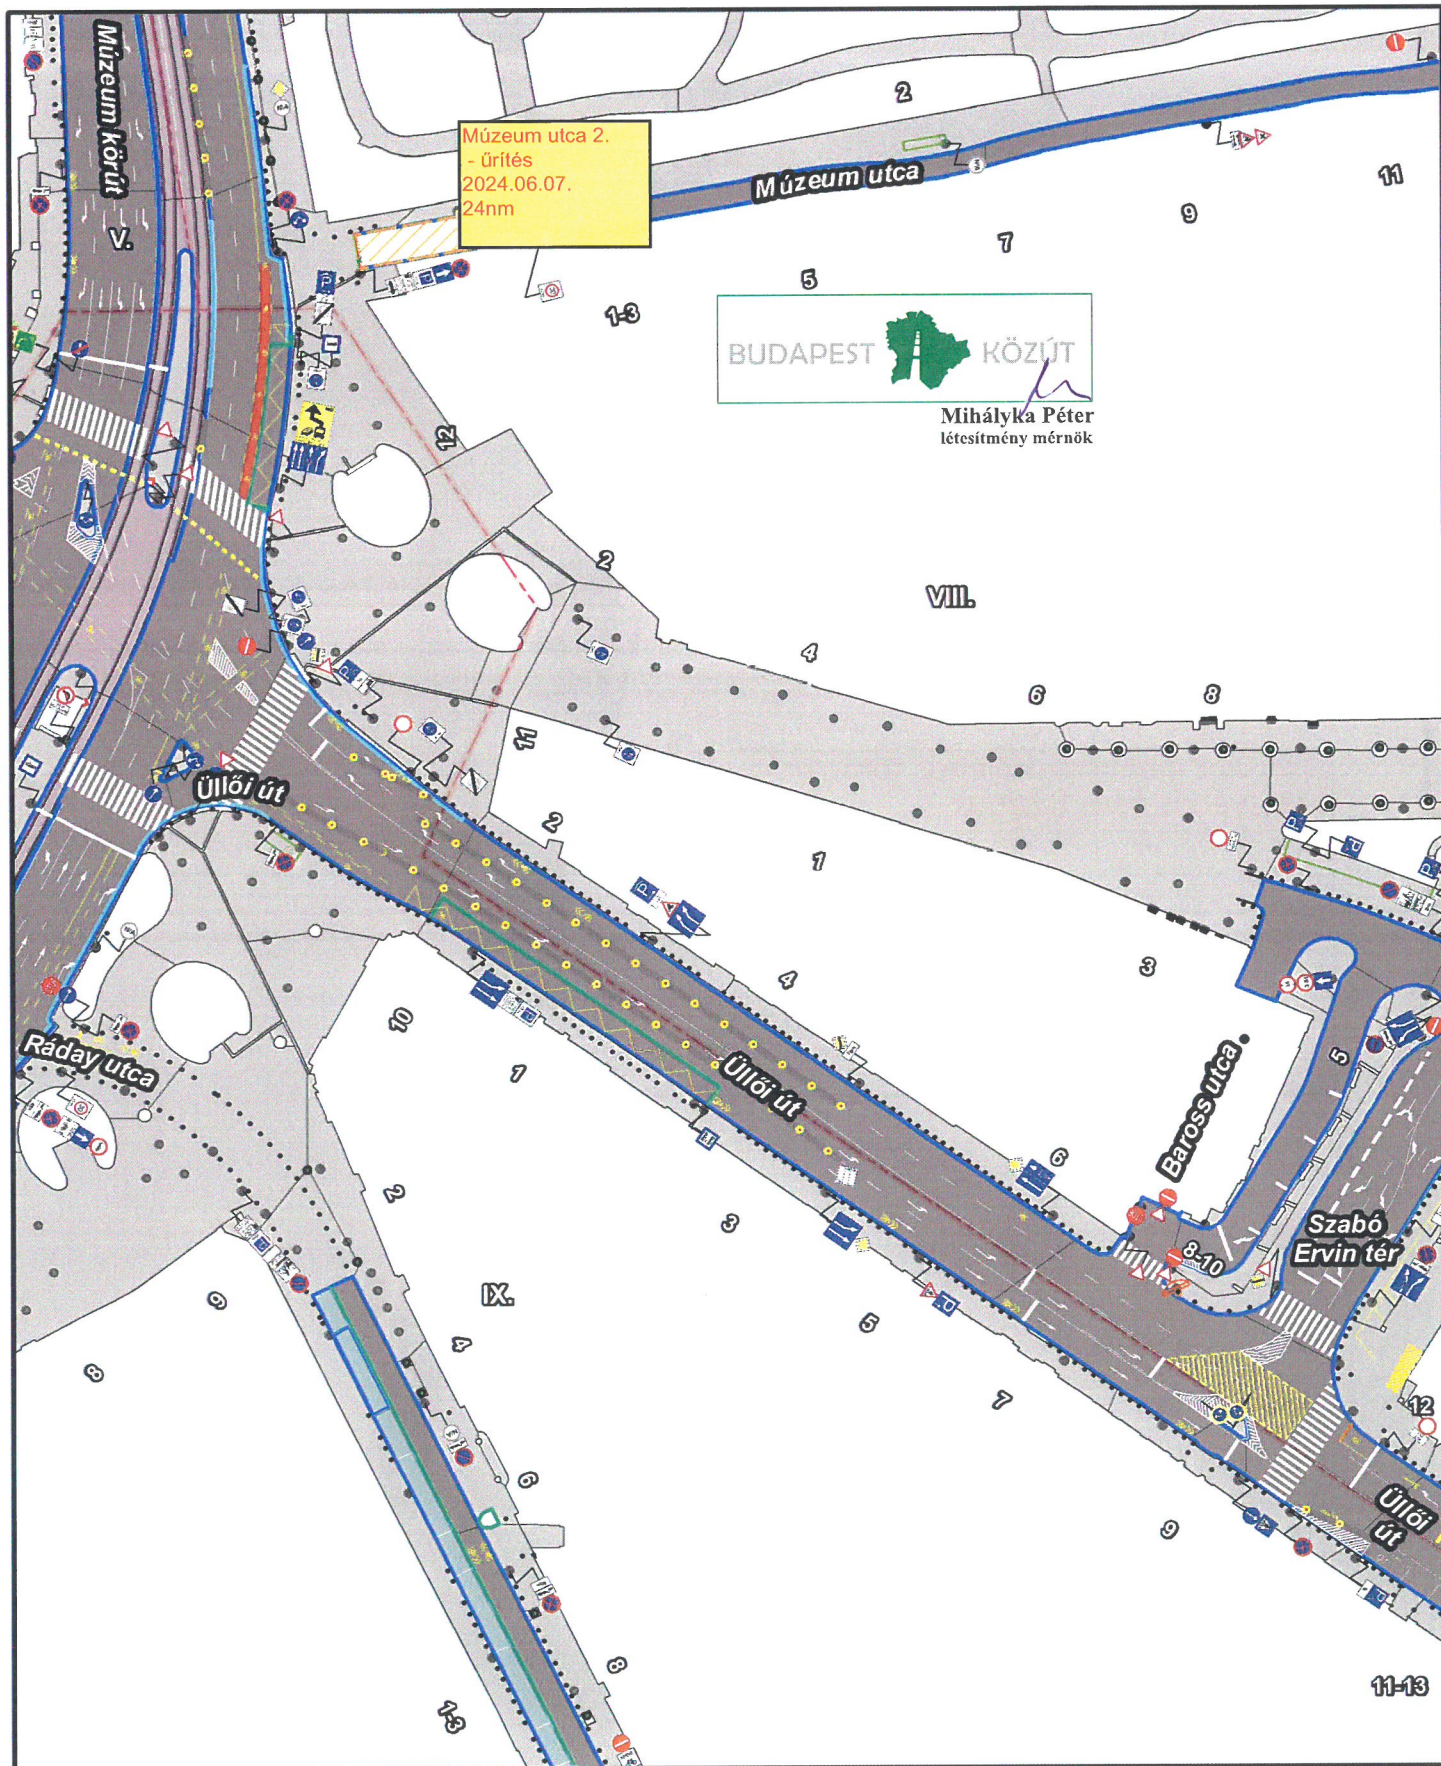 Múzeum körút
V.
Múzeum utca 2.
- ürítés
2024.06.07.
24nm
2
Múzeum utca
11
9
7
5
1-3
BUDAPEST KÖZÚT
Mihályka Péter
létesítmény mérnök
12
2
VIII.
4
6
8
11
Üllői út
2
1
3
4
10
1
Ráday utca
Üllői út
5
Baross utca
6
2
3
8-10
Szabó
Ervin tér
IX.
9
4
5
8
7
12
6
9
Üllői
út
8
1-3
11-13